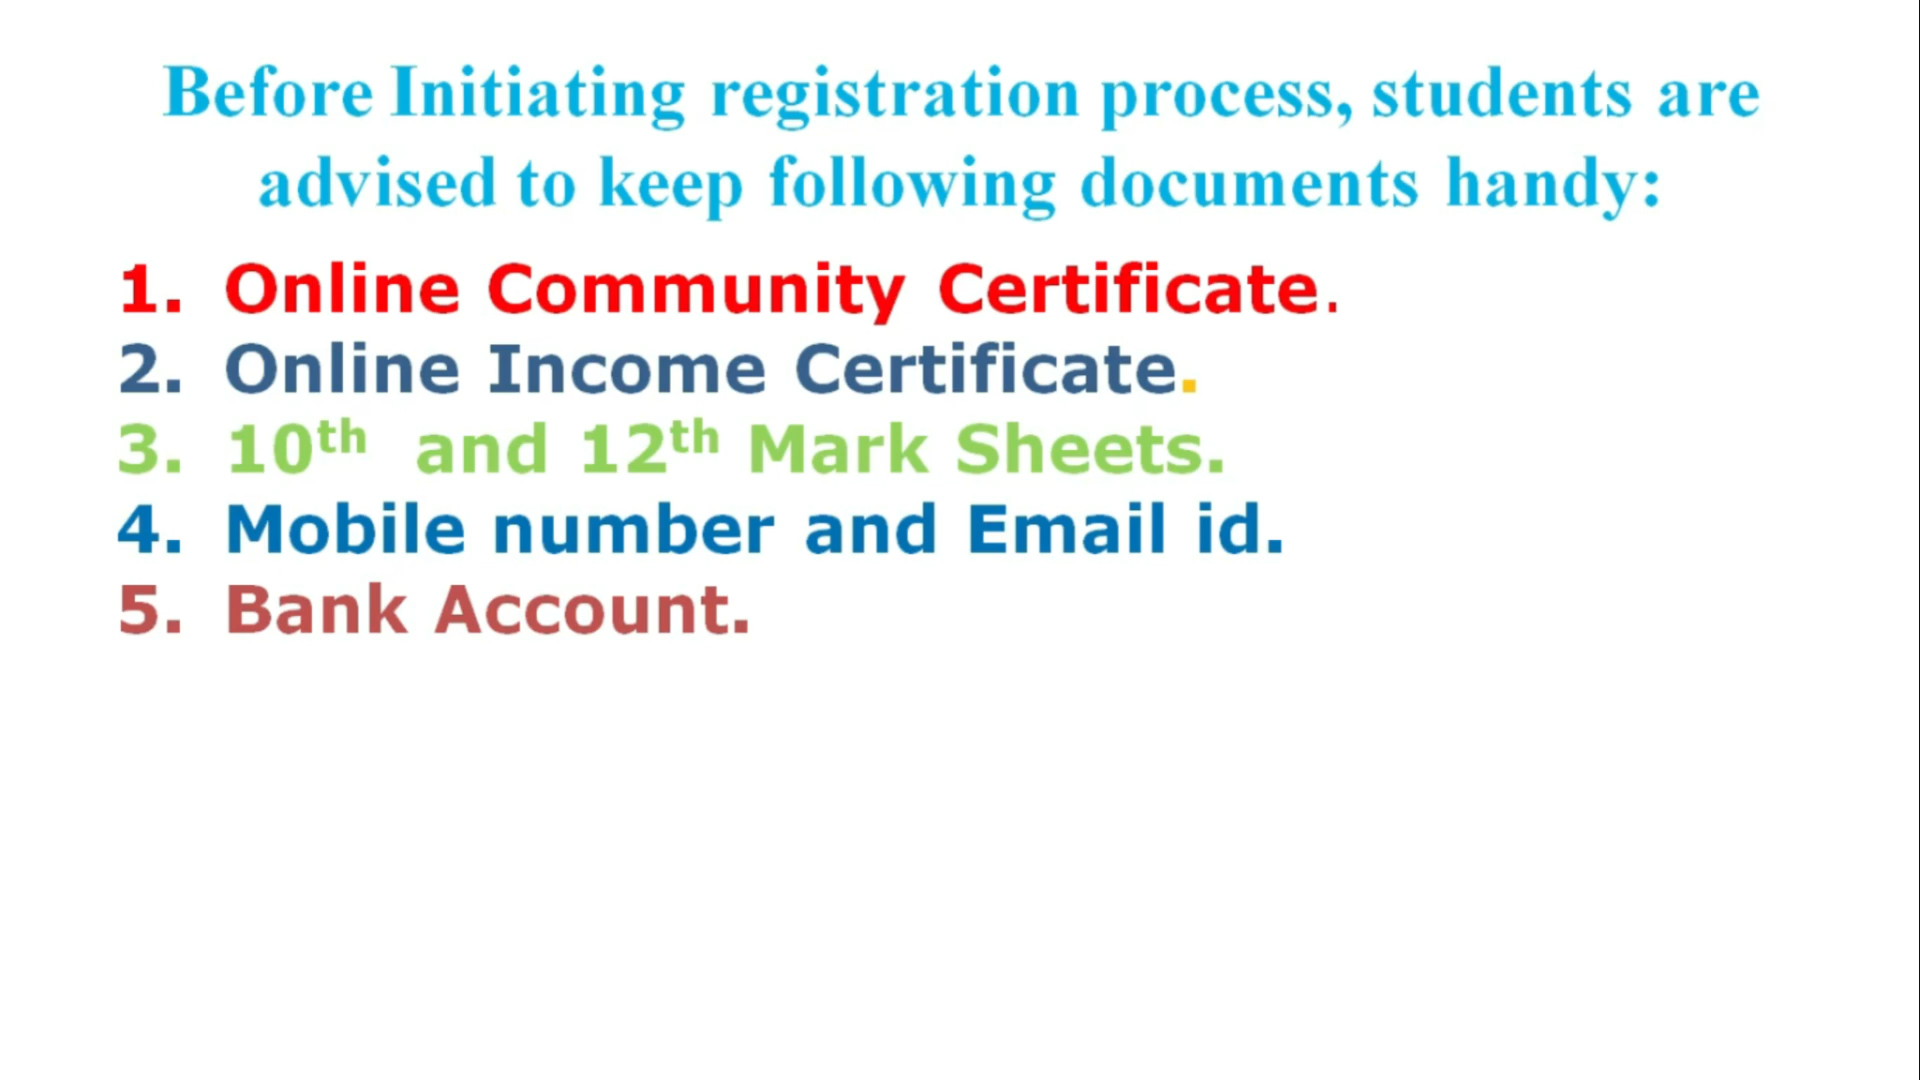 Before Initiating registration process, students are
advised to keep following documents handy:
1. Online Community Certificate.
2. Online Income Certificate.
3. 10th and 12th Mark Sheets.
4. Mobile number and Email id.
5. Bank Account.